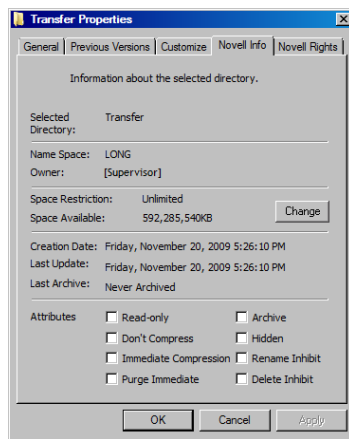 Transfer Properties
General Previous Versions Customize Novell Info Novell Rights
Information about the selected directory.
Selected Directory: Transfer
Name Space: LONG
Owner: [Supervisor]
Space Restriction: Unlimited
Space Available: 592,285,540KB
Change
Creation Date: Friday, November 20, 2009 5:26:10 PM
Last Update: Friday, November 20, 2009 5:26:10 PM
Last Archive: Never Archived
Attributes
Read-only Archive
Don't Compress Hidden
Immediate Compression Rename Inhibit
Purge Immediate Delete Inhibit
OK Cancel Apply